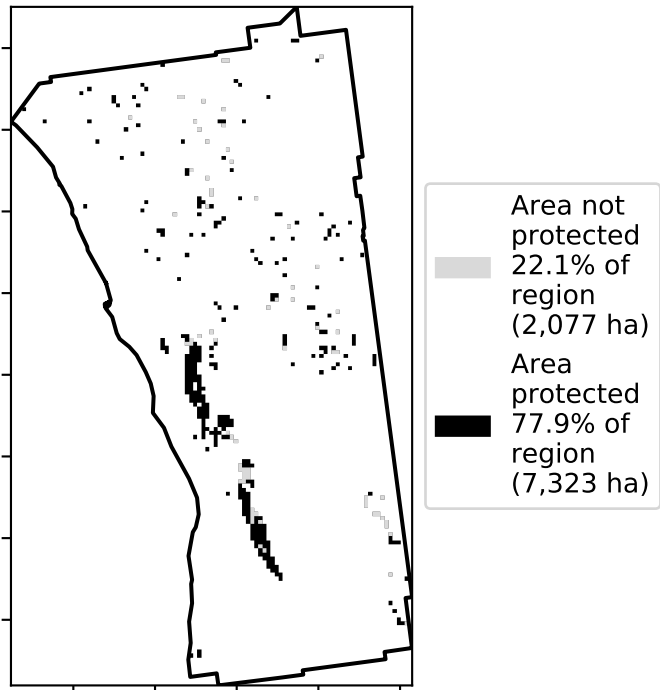 Area not
protected
22.1% of
region
(2,077 ha)
Area
protected
77.9% of
region
(7,323 ha)